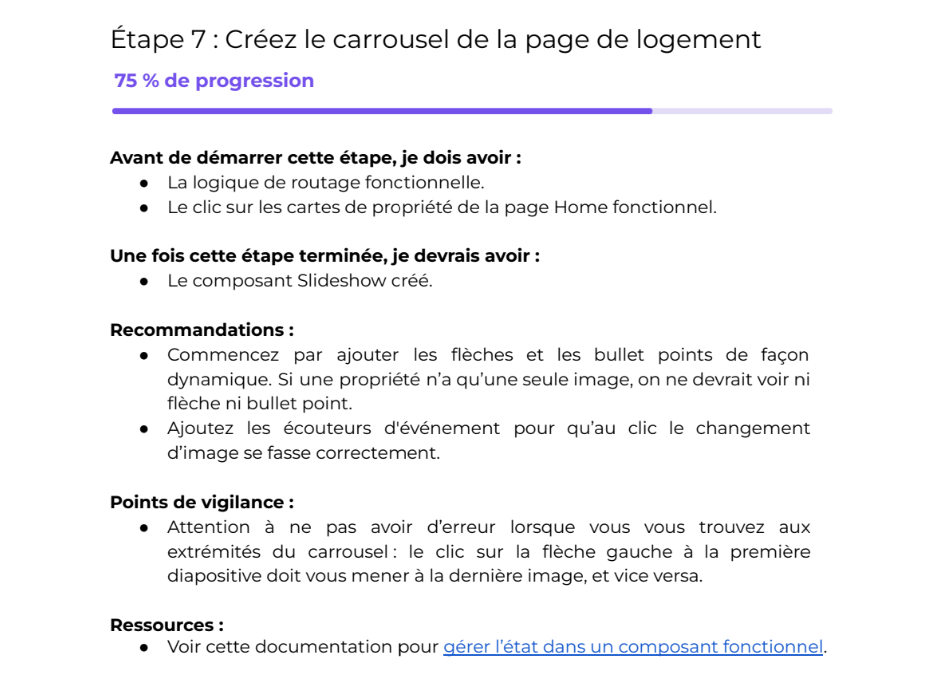 Étape 7 : Créez le carrousel de la page de logement
75 % de progression
Avant de démarrer cette étape, je dois avoir :
● La logique de routage fonctionnelle.
● Le clic sur les cartes de propriété de la page Home fonctionnel.
Une fois cette étape terminée, je devrais avoir :
● Le composant Slideshow créé.
Recommandations :
● Commencez par ajouter les flèches et les bullet points de façon
dynamique. Si une propriété n’a qu’une seule image, on ne devrait voir ni
flèche ni bullet point.
● Ajoutez les écouteurs d'événement pour qu’au clic le changement
d’image se fasse correctement.
Points de vigilance :
● Attention à ne pas avoir d’erreur lorsque vous vous trouvez aux
extrémités du carrousel : le clic sur la flèche gauche à la première
diapositive doit vous mener à la dernière image, et vice versa.
Ressources :
● Voir cette documentation pour gérer l’état dans un composant fonctionnel.